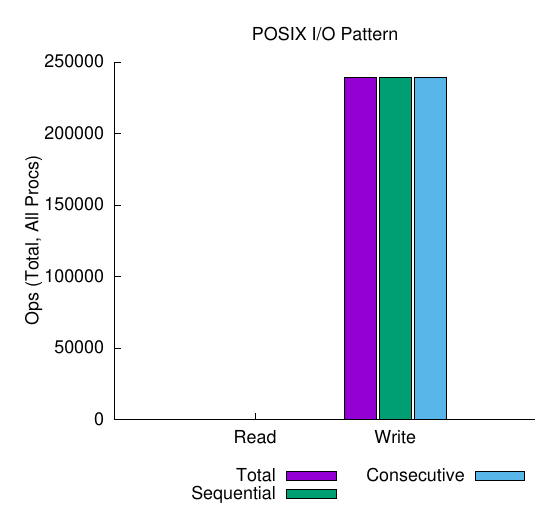 POSIX I/O Pattern
Ops (Total, All Procs)
250000
200000
150000
100000
50000
0
Read Write
Total Consecutive
Sequential